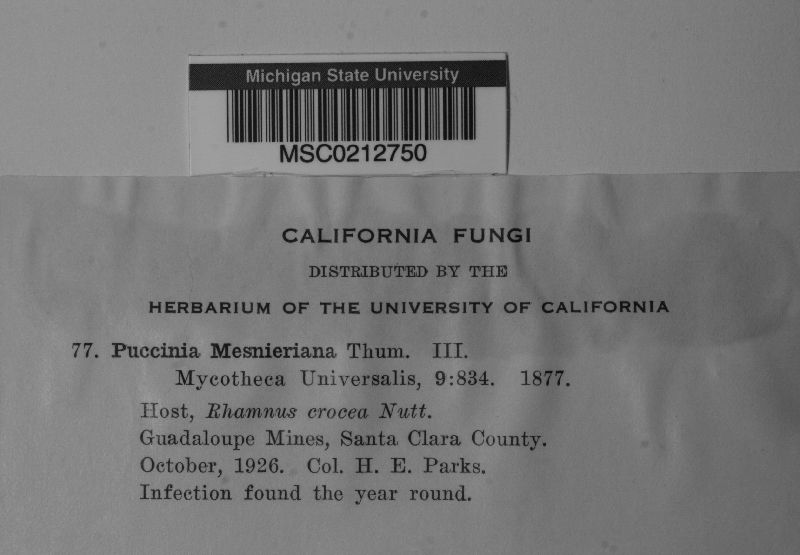 Michigan State University
MSC0212750
CALIFORNIA FUNGI
DISTRIBUTED BY THE
HERBARIUM OF THE UNIVERSITY OF CALIFORNIA
77. Puccinia Mesnieriana Thum. III.
Mycotheca Universalis, 9:834. 1877.
Host, Rhamnus crocea Nutt.
Guadaloupe Mines, Santa Clara County.
October, 1926. Col. H. E. Parks.
Infection found the year round.